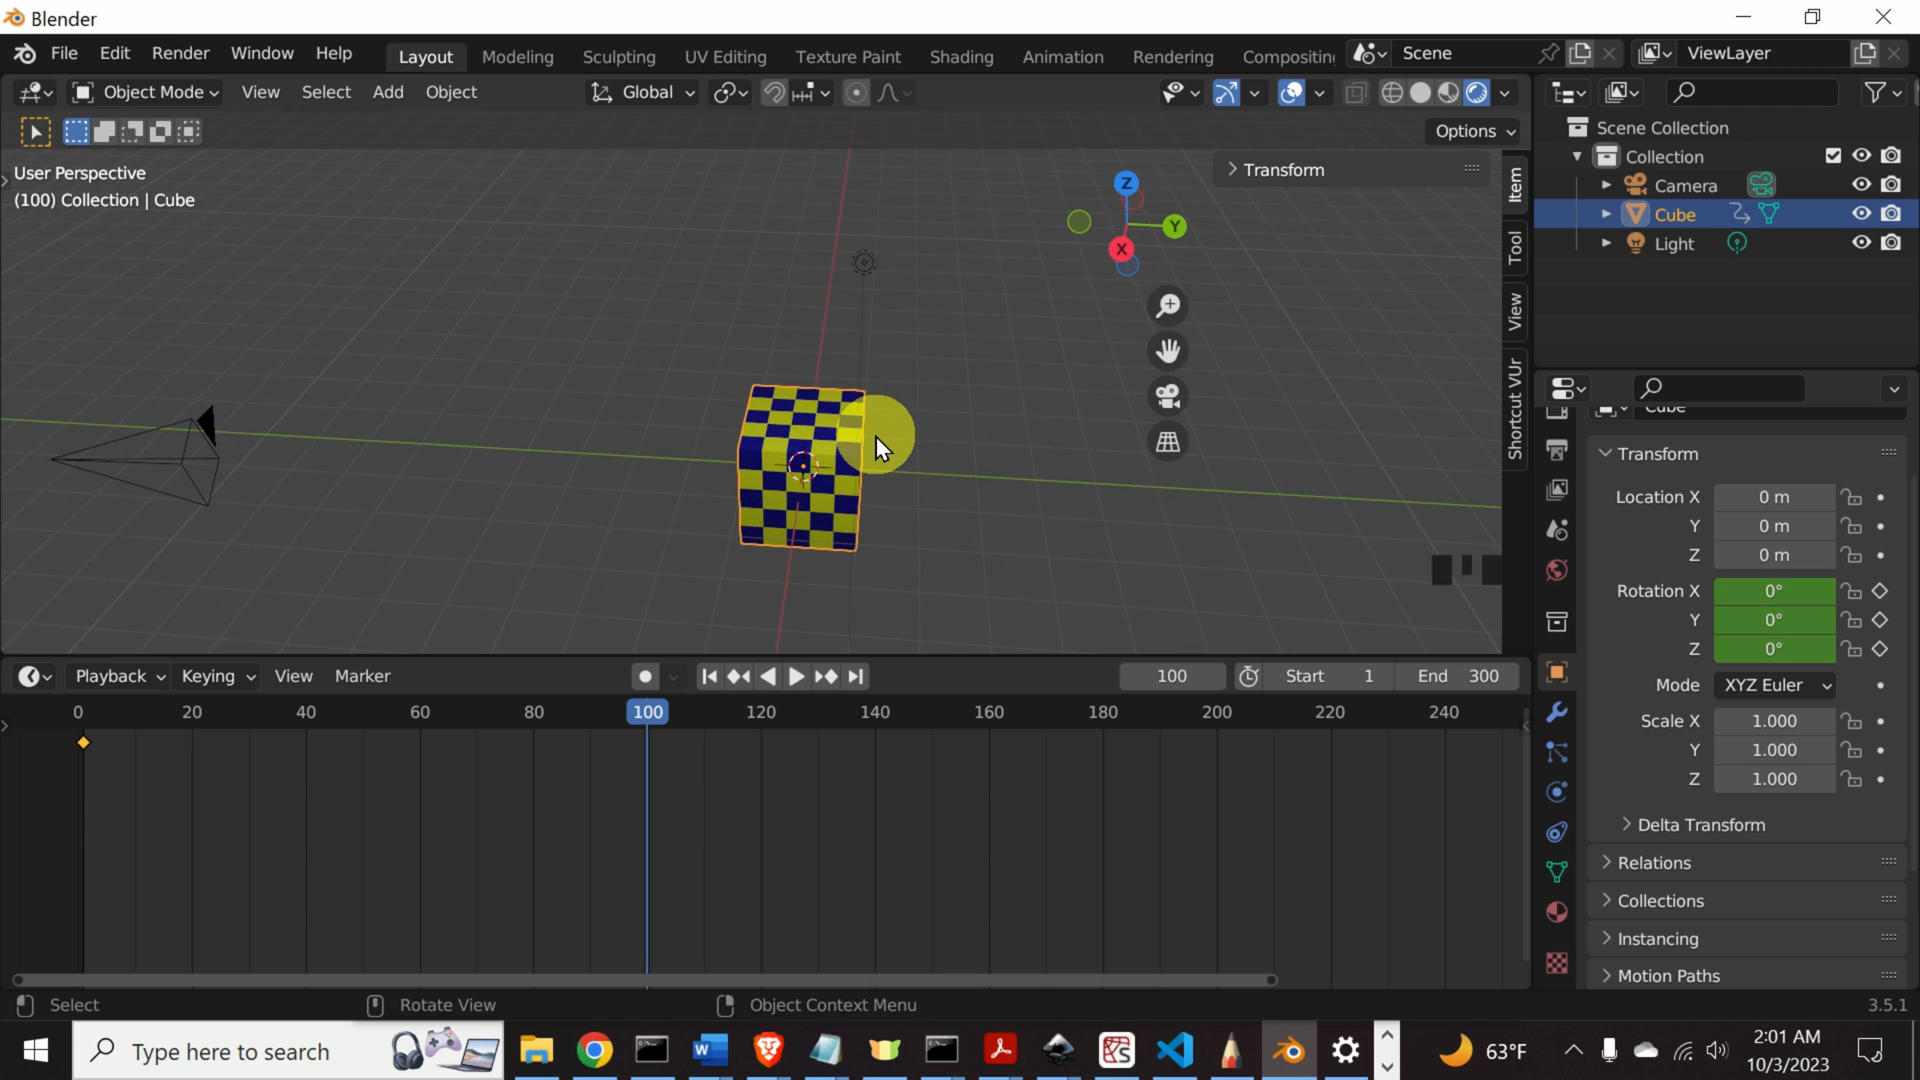 Blender
File Edit Render Window Help Layout Modeling Sculpting UV Editing Texture Paint Shading Animation Rendering Compositing Scene ViewLayer
Object Mode View Select Add Object Global
Options
User Perspective
(100) Collection | Cube
Transform
Z
Y
X
Item
Tool
View
Shortcut VUr
Scene Collection
Collection
Camera
Cube
Light
Cube
Transform
Location X 0 m
Y 0 m
Z 0 m
Rotation X 0°
Y 0°
Z 0°
Mode XYZ Euler
Scale X 1.000
Y 1.000
Z 1.000
Delta Transform
Relations
Collections
Instancing
Motion Paths
Playback Keying View Marker 100 Start 1 End 300
0 20 40 60 80 100 120 140 160 180 200 220 240
Select Rotate View Object Context Menu 3.5.1
Type here to search
63°F
2:01 AM
10/3/2023